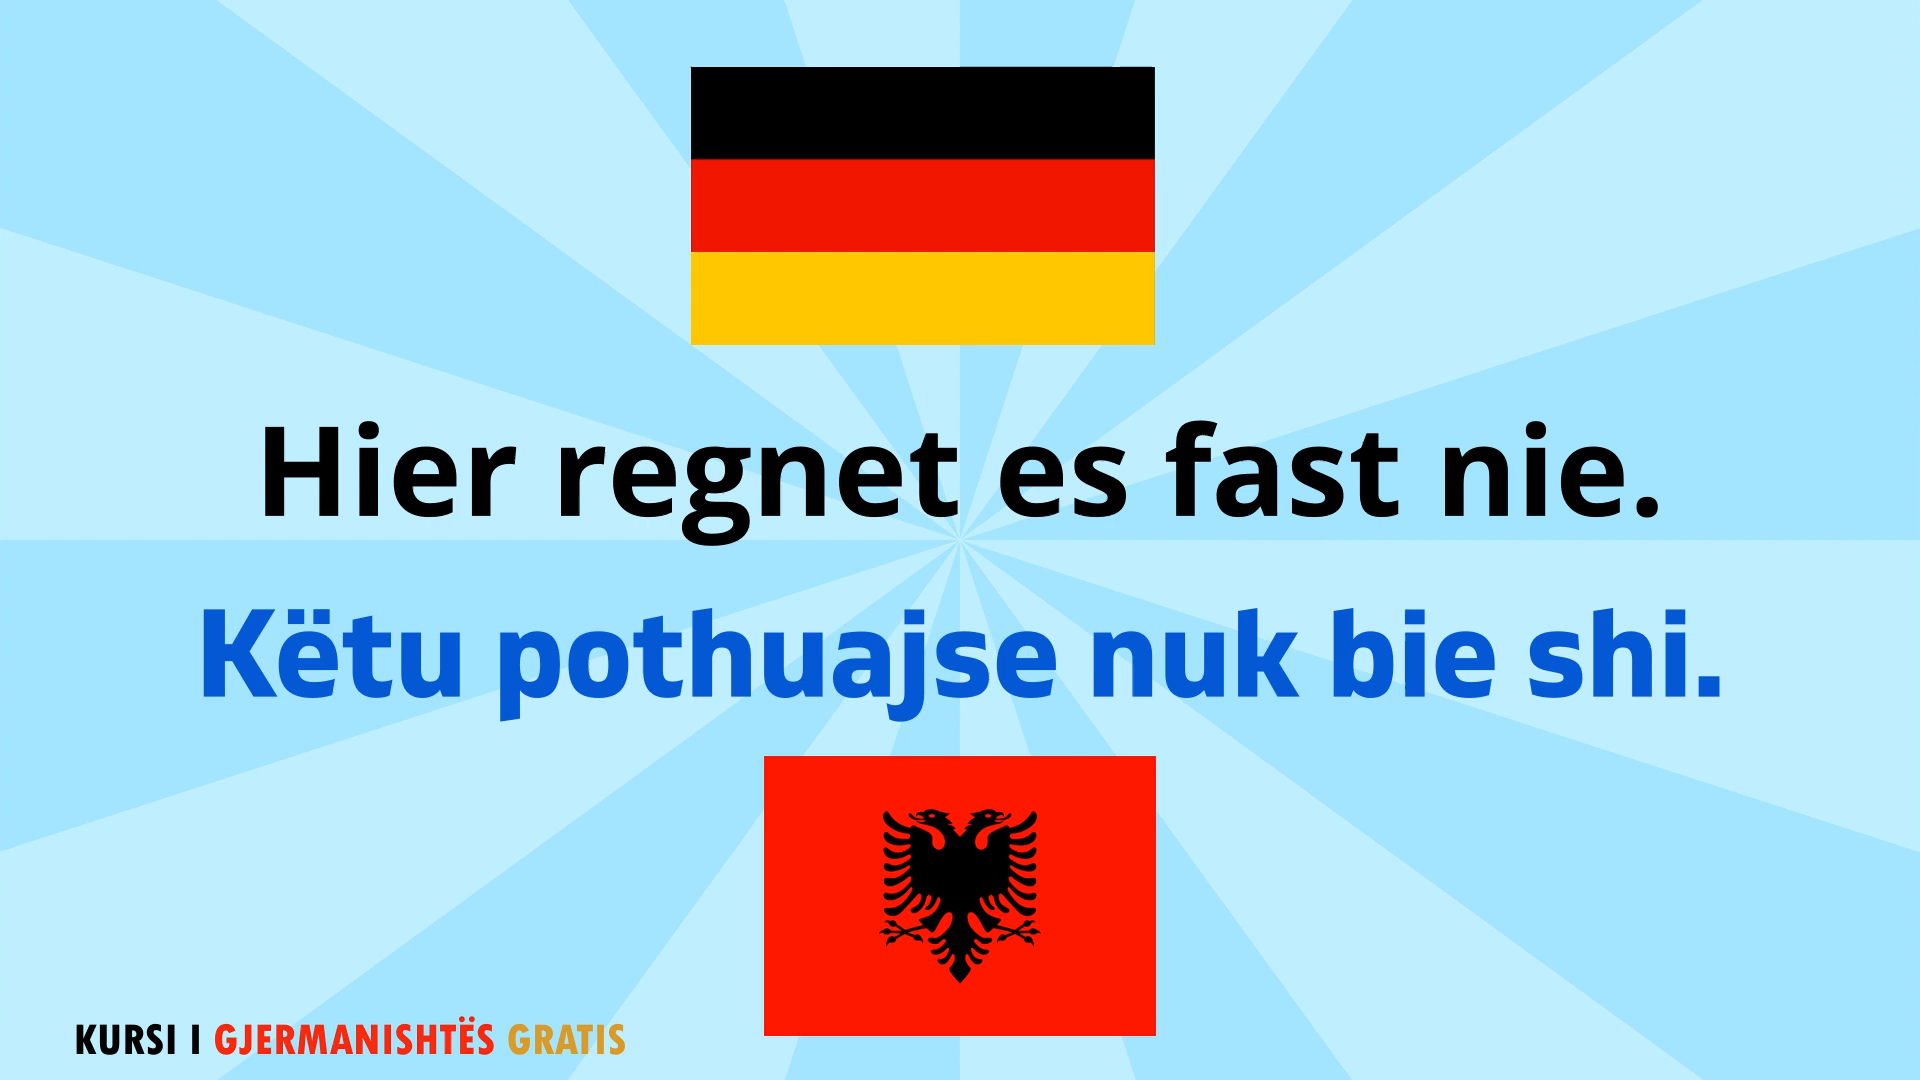 Hier regnet es fast nie.
Këtu pothuajse nuk bie shi.
KURSI I GJERMANISHTËS GRATIS